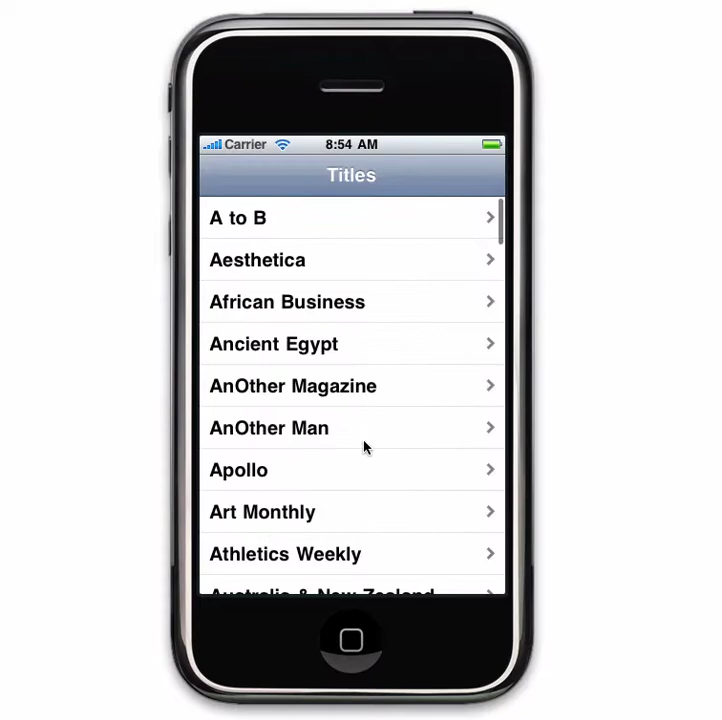 Carrier 8:54 AM
Titles
A to B
Aesthetica
African Business
Ancient Egypt
AnOther Magazine
AnOther Man
Apollo
Art Monthly
Athletics Weekly
Australia & New Zealand